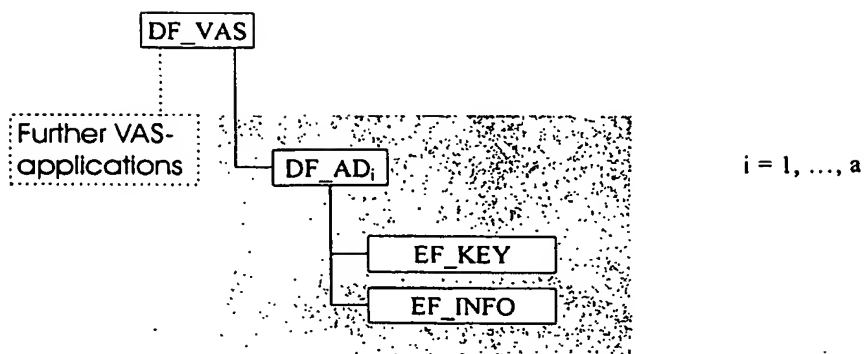 DF_VAS
Further VAS-
applications
DF_ADi
i = 1, ..., a
EF_KEY
EF_INFO